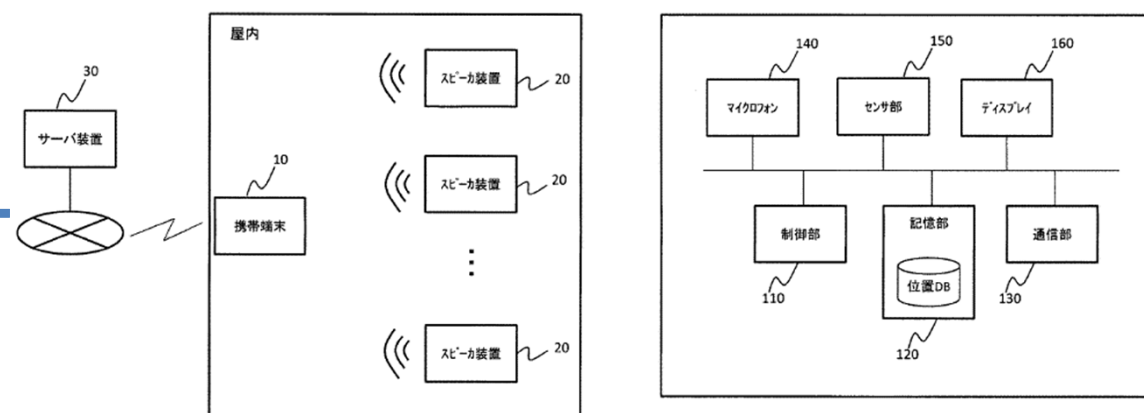 屋内
スピーカ装置
20
30
サーバ装置
10
スピーカ装置
20
携帯端末
スピーカ装置
20
140
150
160
マイクロフォン
センサ部
ディスプレイ
制御部
記憶部
通信部
位置DB
110
130
120